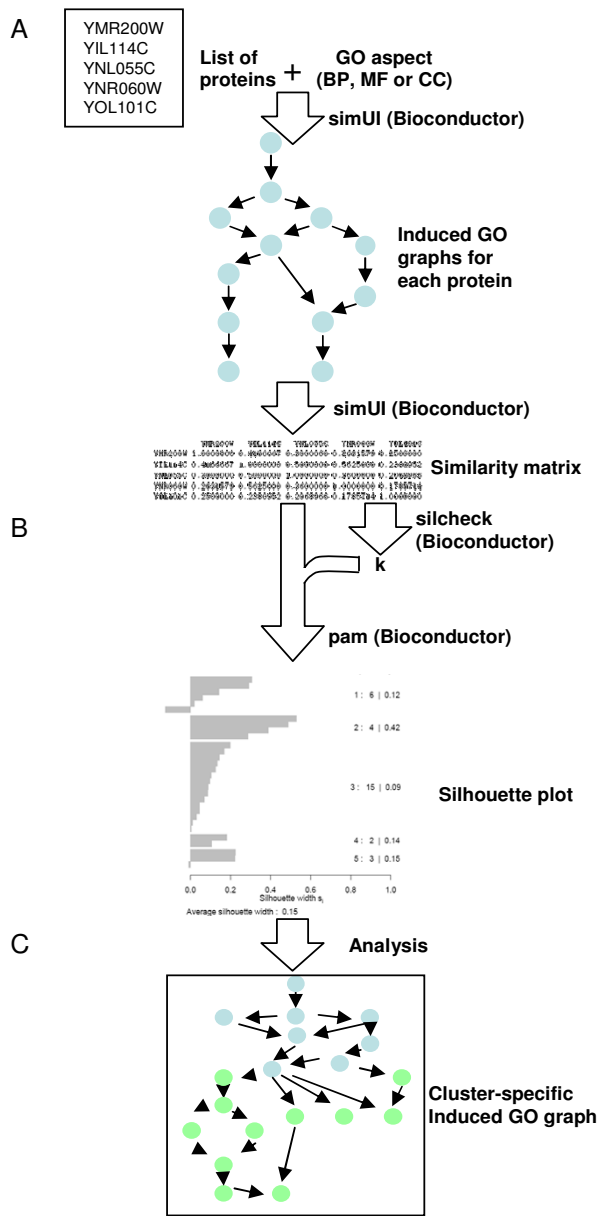 A
YMR200W
YIL114C
YNL055C
YNR060W
YOL101C
List of
proteins
+
GO aspect
(BP, MF or CC)
simUI (Bioconductor)
Induced GO
graphs for
each protein
simUI (Bioconductor)
Similarity matrix
B
silcheck
(Bioconductor)
k
pam (Bioconductor)
1 : 6 | 0.12
2 : 4 | 0.42
3 : 15 | 0.09
4 : 2 | 0.14
5 : 3 | 0.15
Silhouette plot
0.0 0.2 0.4 0.6 0.8 1.0
Silhouette width si
Average silhouette width : 0.15
C
Analysis
Cluster-specific
Induced GO graph